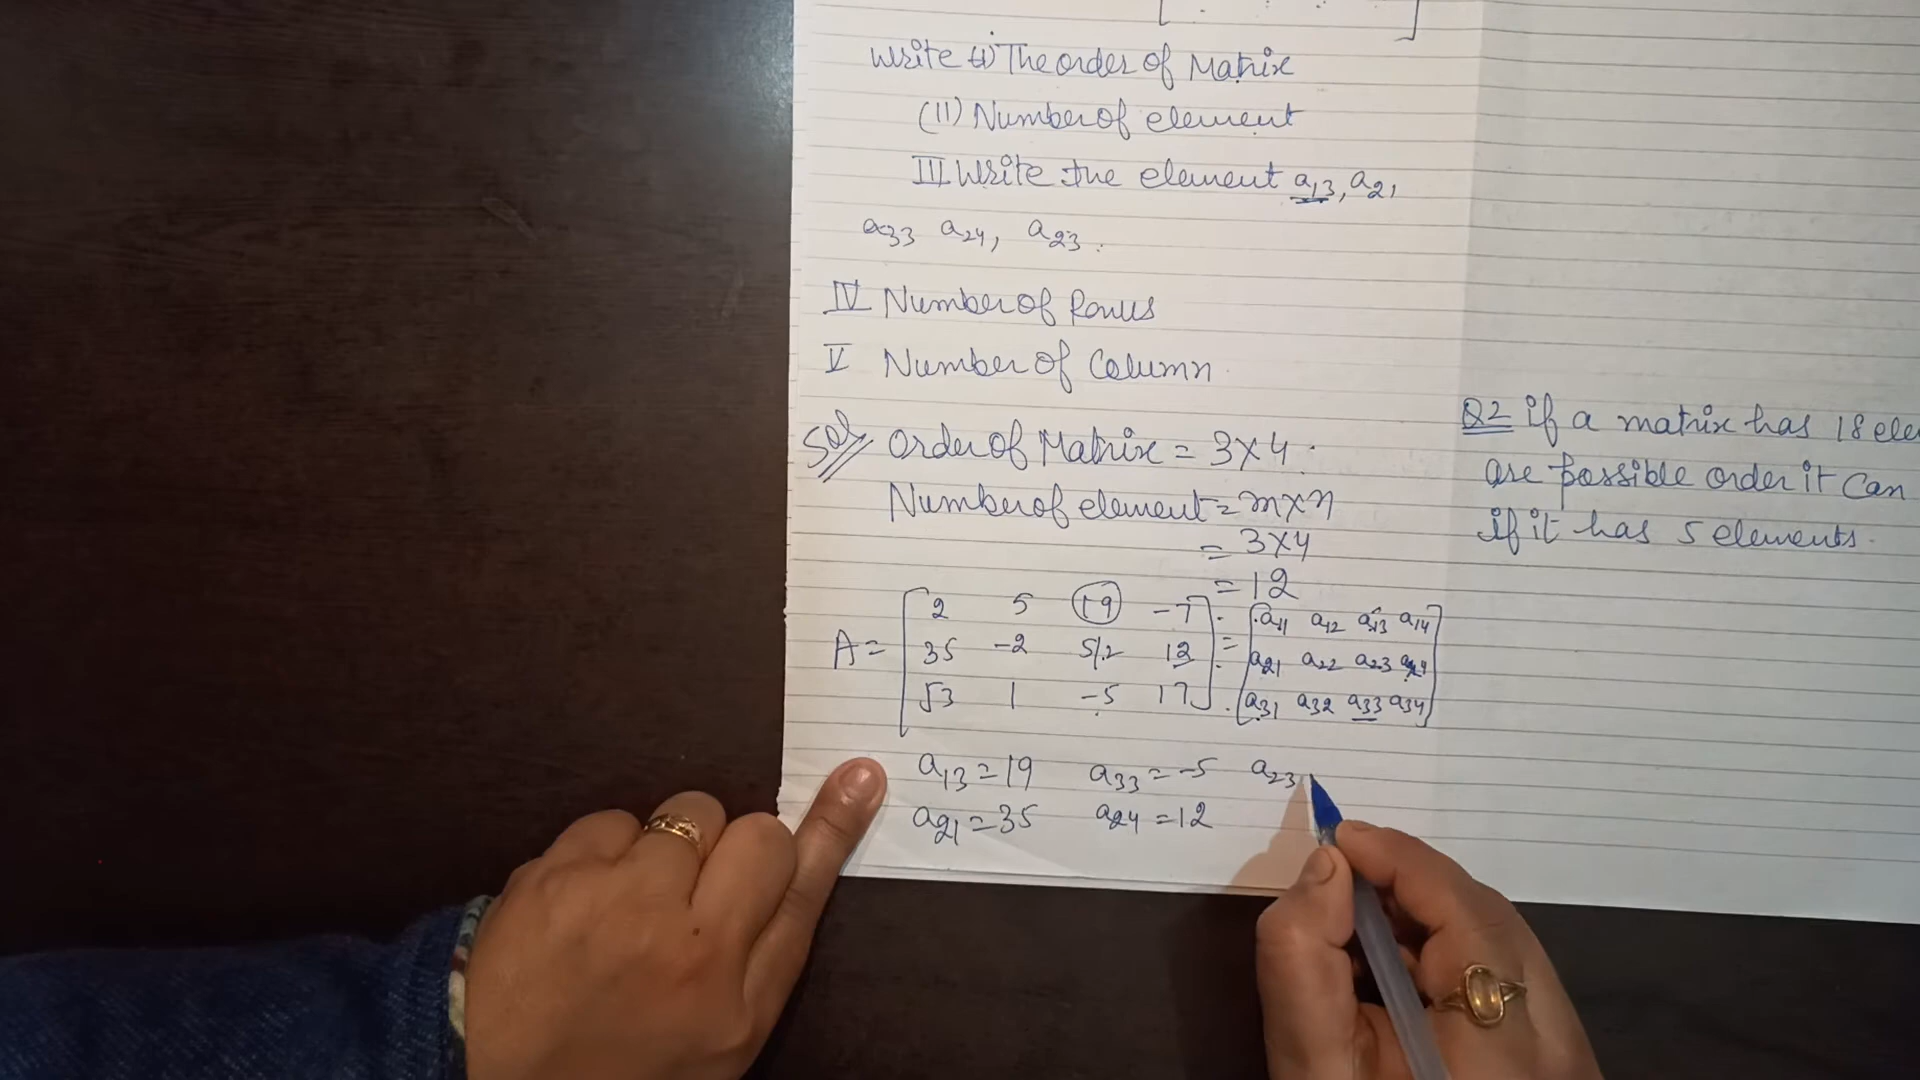 Write (i) The order of Matrix
(II) Number of element
III Write the element a13, a21
a33 a24, a23.
IV Number of Rows
V Number of Column
Sol Order of Matrix = 3×4.
Number of element = m×n
= 3×4
= 12
A = [ 2 5 19 -7
35 -2 5/2 12
√3 1 -5 17 ]
= [ a11 a12 a13 a14
a21 a22 a23 a24
a31 a32 a33 a34 ]
a13 = 19 a33 = -5 a23
a21 = 35 a24 = 12
Q2 if a matrix has 18 ele
are possible order it can
if it has 5 elements.